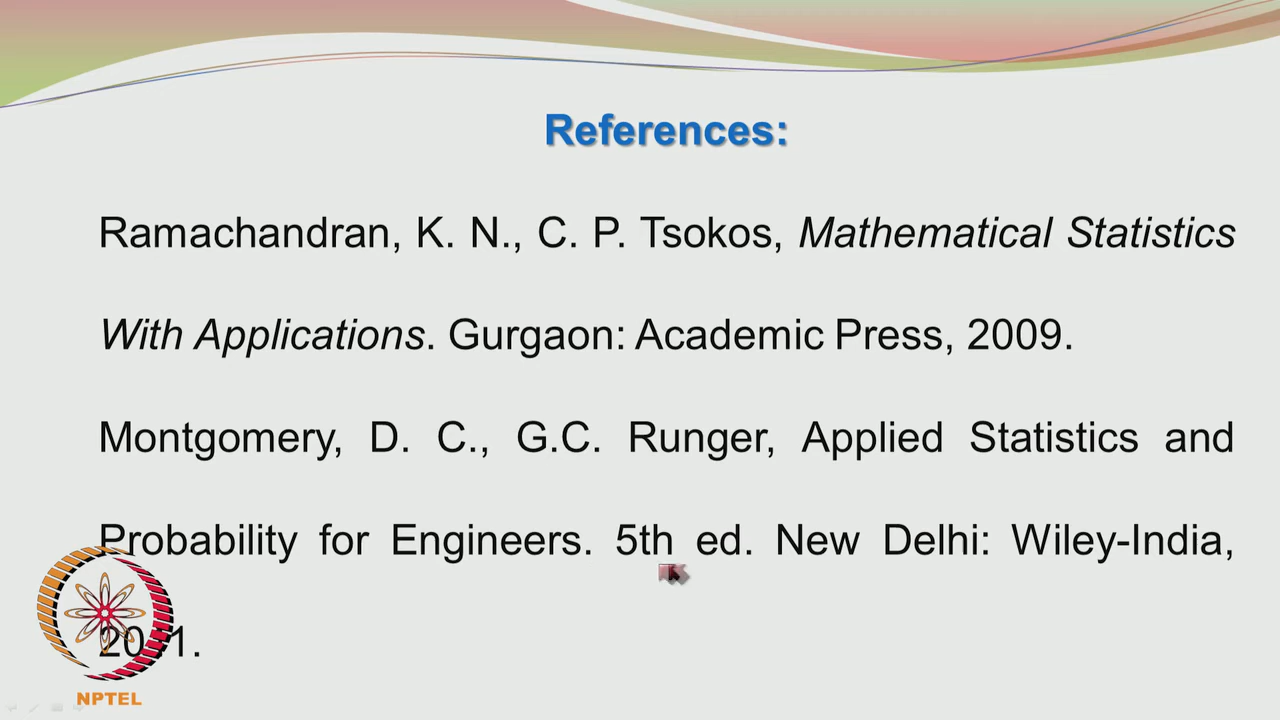 References:
Ramachandran, K. N., C. P. Tsokos, Mathematical Statistics
With Applications. Gurgaon: Academic Press, 2009.
Montgomery, D. C., G.C. Runger, Applied Statistics and
Probability for Engineers. 5th ed. New Delhi: Wiley-India,
2011.
NPTEL